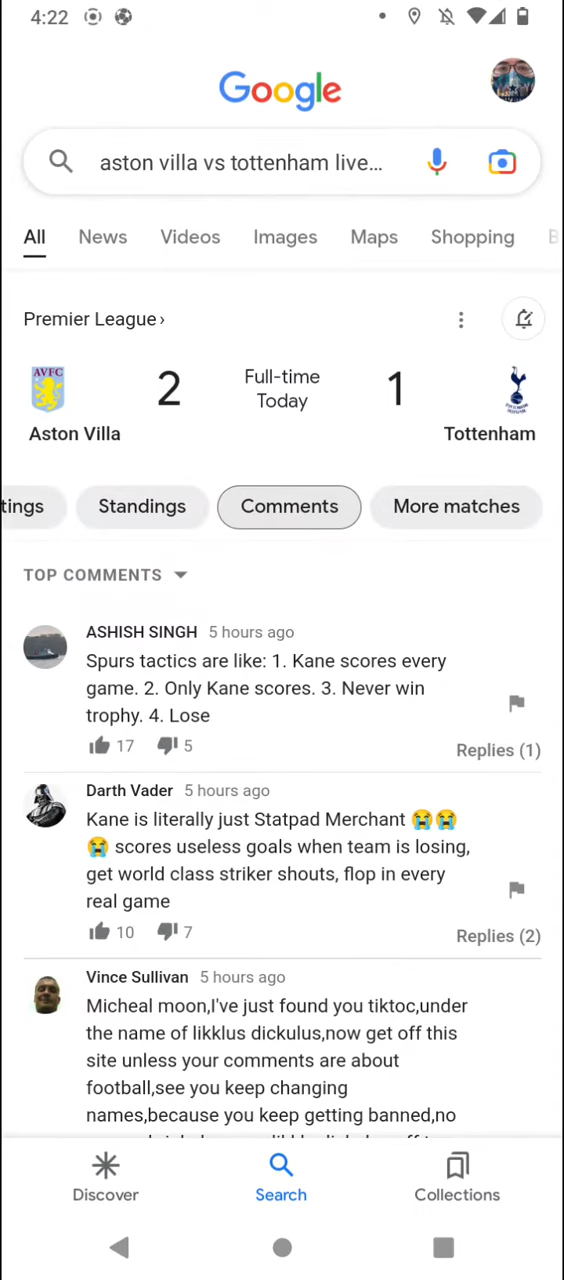 4:22
Google
aston villa vs tottenham live...
All News Videos Images Maps Shopping
Premier League ›
AVFC
2 Full-time 1
Today
Aston Villa Tottenham
tings Standings Comments More matches
TOP COMMENTS
ASHISH SINGH 5 hours ago
Spurs tactics are like: 1. Kane scores every
game. 2. Only Kane scores. 3. Never win
trophy. 4. Lose
17 5
Replies (1)
Darth Vader 5 hours ago
Kane is literally just Statpad Merchant 😭😭
😭 scores useless goals when team is losing,
get world class striker shouts, flop in every
real game
10 7
Replies (2)
Vince Sullivan 5 hours ago
Micheal moon,I've just found you tiktoc,under
the name of likklus dickulus,now get off this
site unless your comments are about
football,see you keep changing
names,because you keep getting banned,no
Discover Search Collections